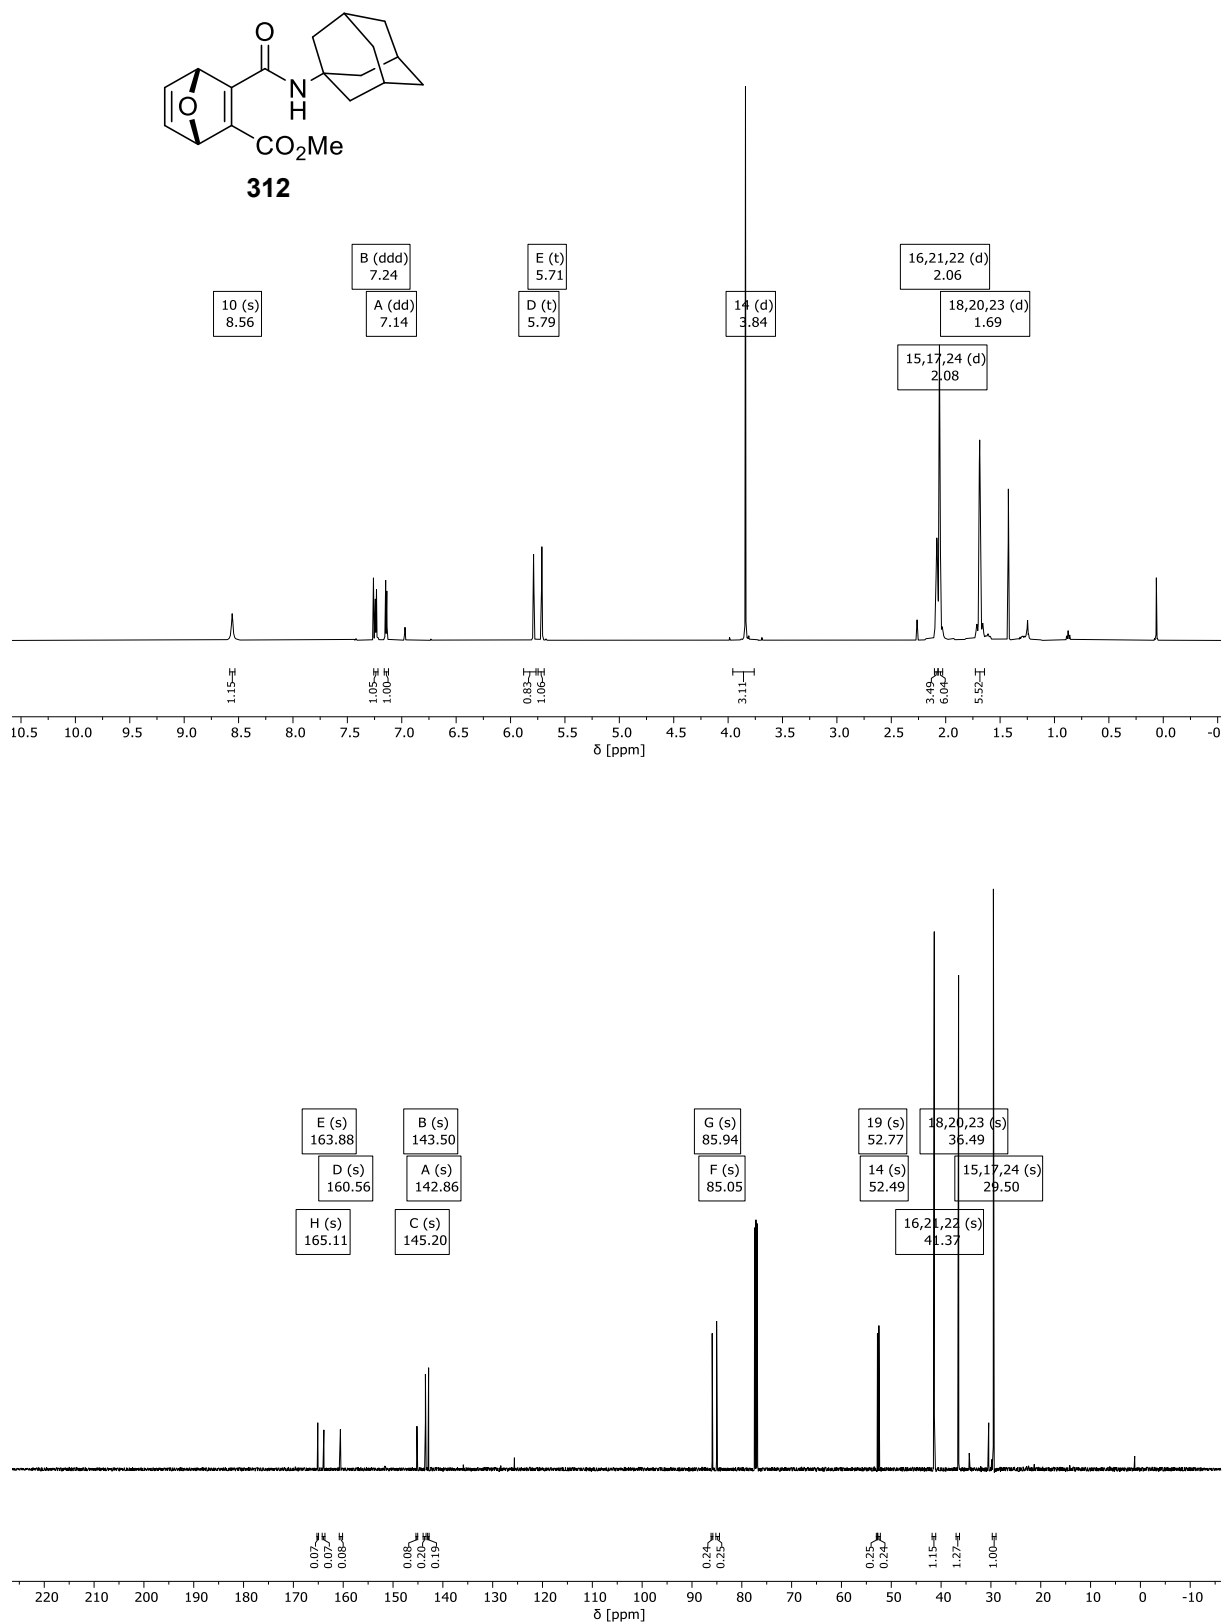 O
N
H
O
CO2Me
312
B (ddd)
7.24
E (t)
5.71
16,21,22 (d)
2.06
10 (s)
8.56
A (dd)
7.14
D (t)
5.79
14 (d)
3.84
18,20,23 (d)
1.69
15,17,24 (d)
2.08
1.15
1.05
1.00
0.83
1.06
3.11
3.49
6.04
5.52
10.5 10.0 9.5 9.0 8.5 8.0 7.5 7.0 6.5 6.0 5.5 5.0 4.5 4.0 3.5 3.0 2.5 2.0 1.5 1.0 0.5 0.0 -0
δ [ppm]
E (s)
163.88
B (s)
143.50
G (s)
85.94
19 (s)
52.77
18,20,23 (s)
36.49
D (s)
160.56
A (s)
142.86
F (s)
85.05
14 (s)
52.49
15,17,24 (s)
29.50
H (s)
165.11
C (s)
145.20
16,21,22 (s)
41.37
0.07
0.07
0.08
0.08
0.20
0.19
0.24
0.25
0.25
0.24
1.15
1.27
1.00
220 210 200 190 180 170 160 150 140 130 120 110 100 90 80 70 60 50 40 30 20 10 0 -10
δ [ppm]